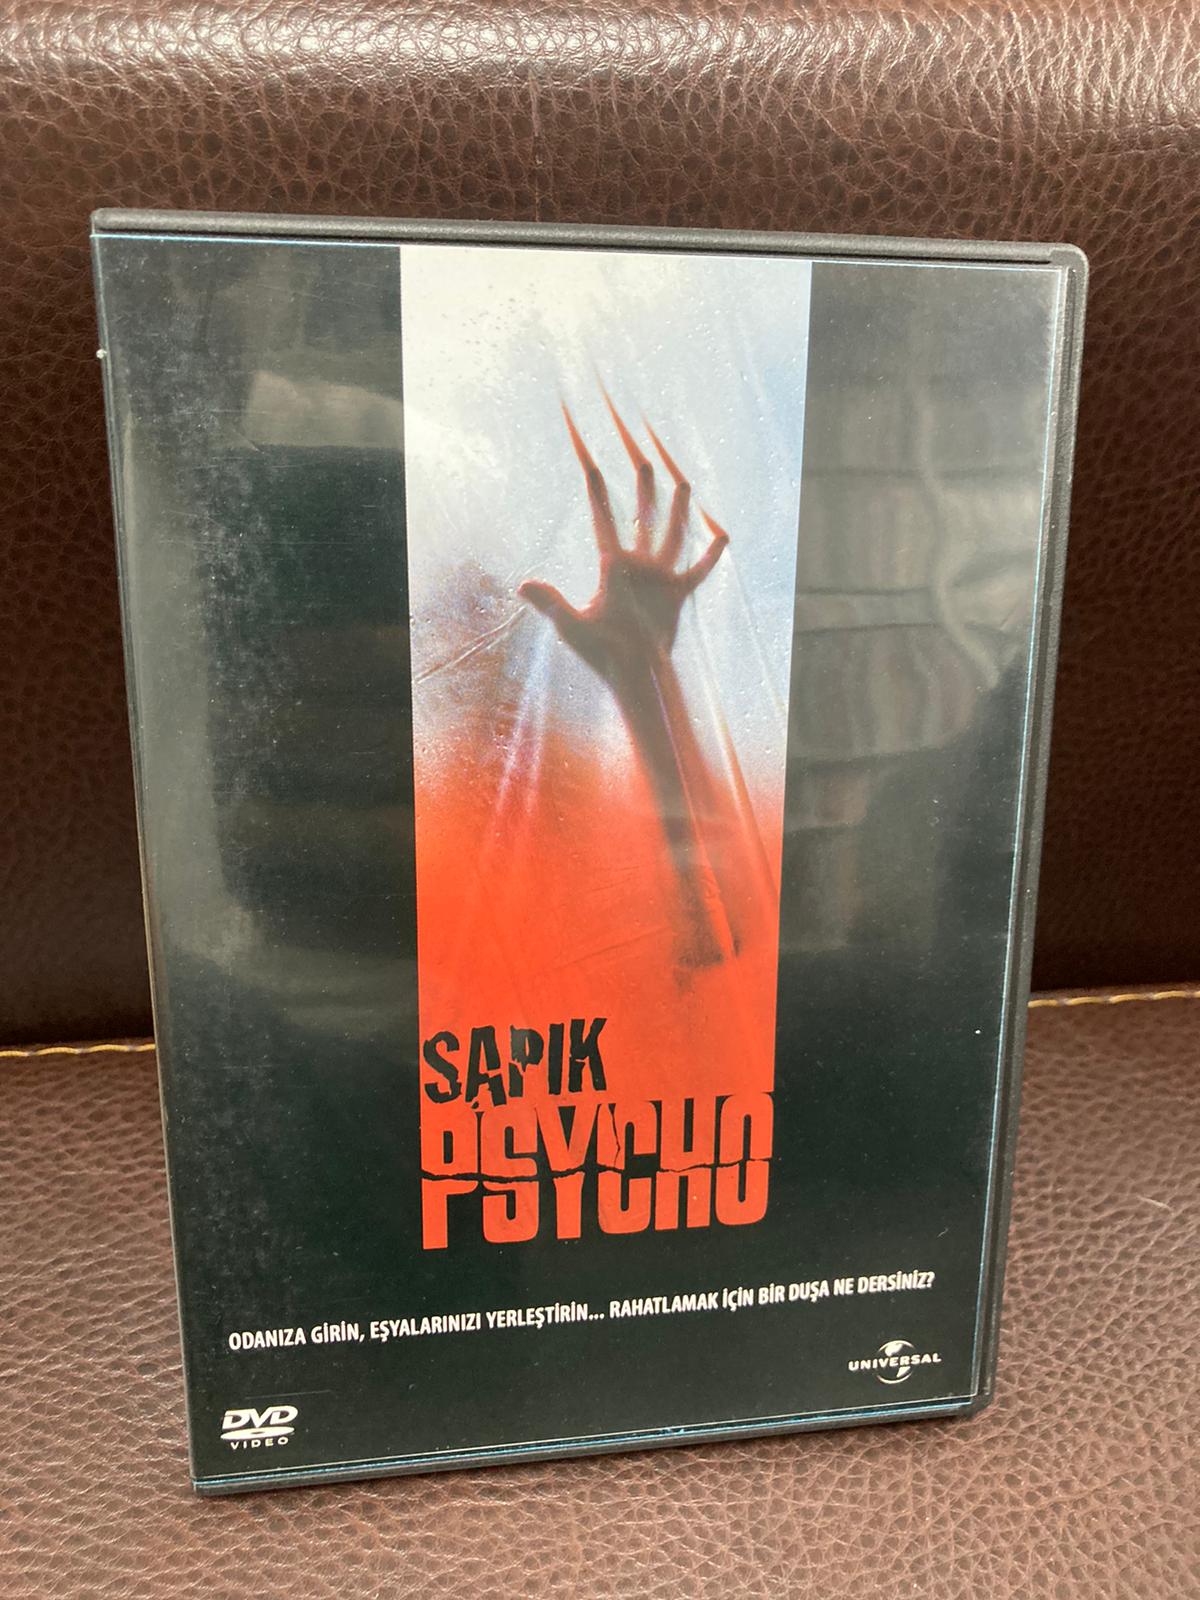 SAPIK
PSYCHO
ODANIZA GİRİN, EŞYALARINIZI YERLEŞTİRİN... RAHATLAMAK İÇİN BİR DUŞA NE DERSİNİZ?
UNIVERSAL
DVD
VIDEO